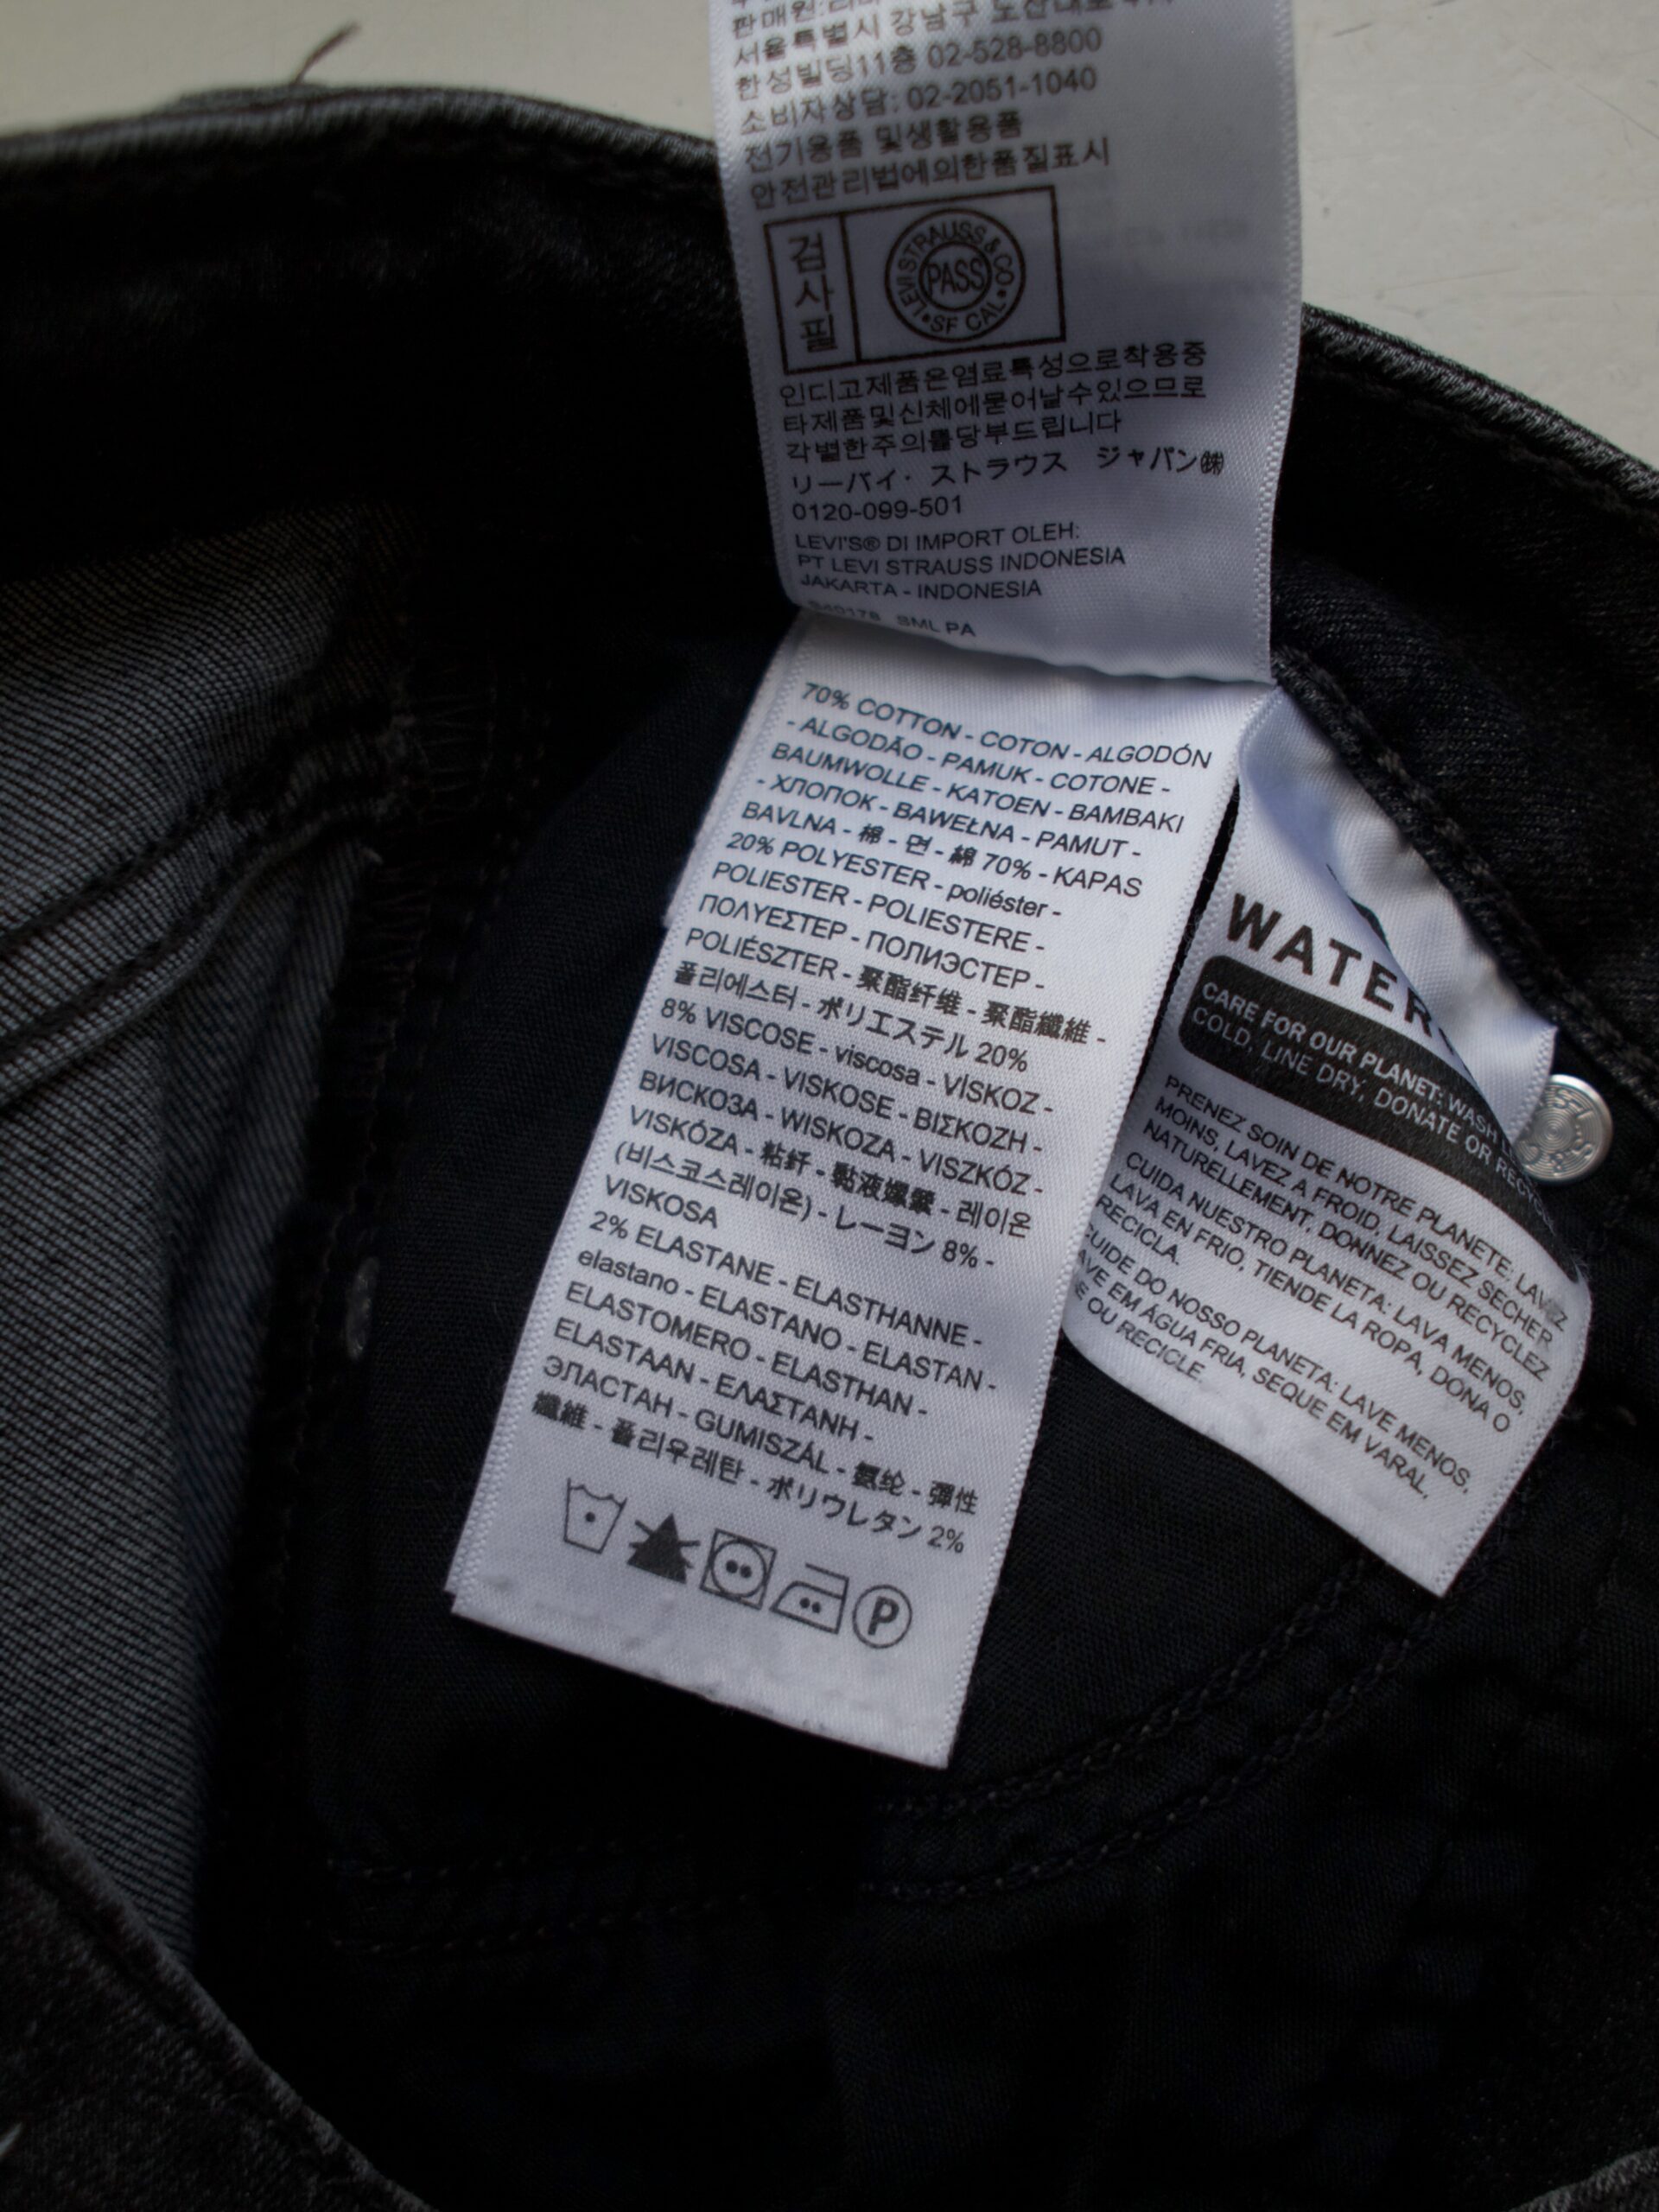 서울특별시 강남구
한성빌딩11층 02-528-8800
소비자상담: 02-2051-1040
전기용품 및생활용품
안전관리법에의한품질표시
검사필
LEVI STRAUSS & CO • SF CAL •
PASS
인디고제품은염료특성으로착용중
타제품및신체에묻어날수있으므로
각별한주의를당부드립니다
リーバイ・ストラウス ジャパン㈱
0120-099-501
LEVI'S® DI IMPORT OLEH:
PT LEVI STRAUSS INDONESIA
JAKARTA - INDONESIA
SML PA
70% COTTON - COTON - ALGODÓN
- ALGODÃO - PAMUK - COTONE -
BAUMWOLLE - KATOEN - BAMBAKI
- ХЛОПОК - BAWEŁNA - PAMUT -
BAVLNA - 棉 - 면 - 綿 70% - KAPAS
20% POLYESTER - poliéster -
POLIESTER - POLIESTERE -
ΠΟΛΥΕΣΤΕΡ - ПОЛИЭСТЕР -
POLIÉSZTER - 聚酯纤维 - 聚酯纖維 -
폴리에스터 - ポリエステル 20%
8% VISCOSE - viscosa - VİSKOZ -
VISCOSA - VISKOSE - ΒΙΣΚΟΖΗ -
ВИСКОЗА - WISKOZA - VISZKÓZ -
VISKÓZA - 粘纤 - 黏液嫘縈 - 레이온
(비스코스레이온) - レーヨン 8% -
VISKOSA
2% ELASTANE - ELASTHANNE -
elastano - ELASTANO - ELASTAN -
ELASTOMERO - ELASTHAN -
ELASTAAN - ΕΛΑΣΤΑΝΗ -
ЭЛАСТАН - GUMISZÁL - 氨纶 - 彈性
纖維 - 폴리우레탄 - ポリウレタン 2%
P
WATER
CARE FOR OUR PLANET: WASH
COLD, LINE DRY, DONATE OR
PRENEZ SOIN DE NOTRE PLANETE: LAVEZ
MOINS, LAVEZ A FROID, LAISSEZ SECHER
NATURELLEMENT, DONNEZ OU RECYCLEZ
CUIDA NUESTRO PLANETA: LAVA MENOS,
LAVA EN FRIO, TIENDE LA ROPA, DONA O
RECICLA.
DO NOSSO PLANETA: LAVE MENOS,
EM ÁGUA FRIA, SEQUE EM VARAL,
OU RECICLE.